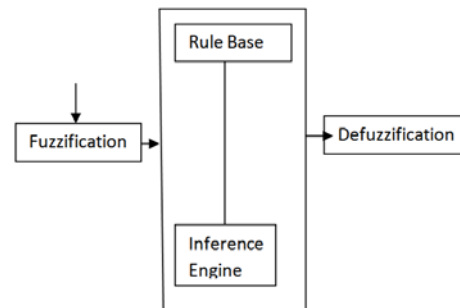 Rule Base
Fuzzification
Defuzzification
Inference
Engine